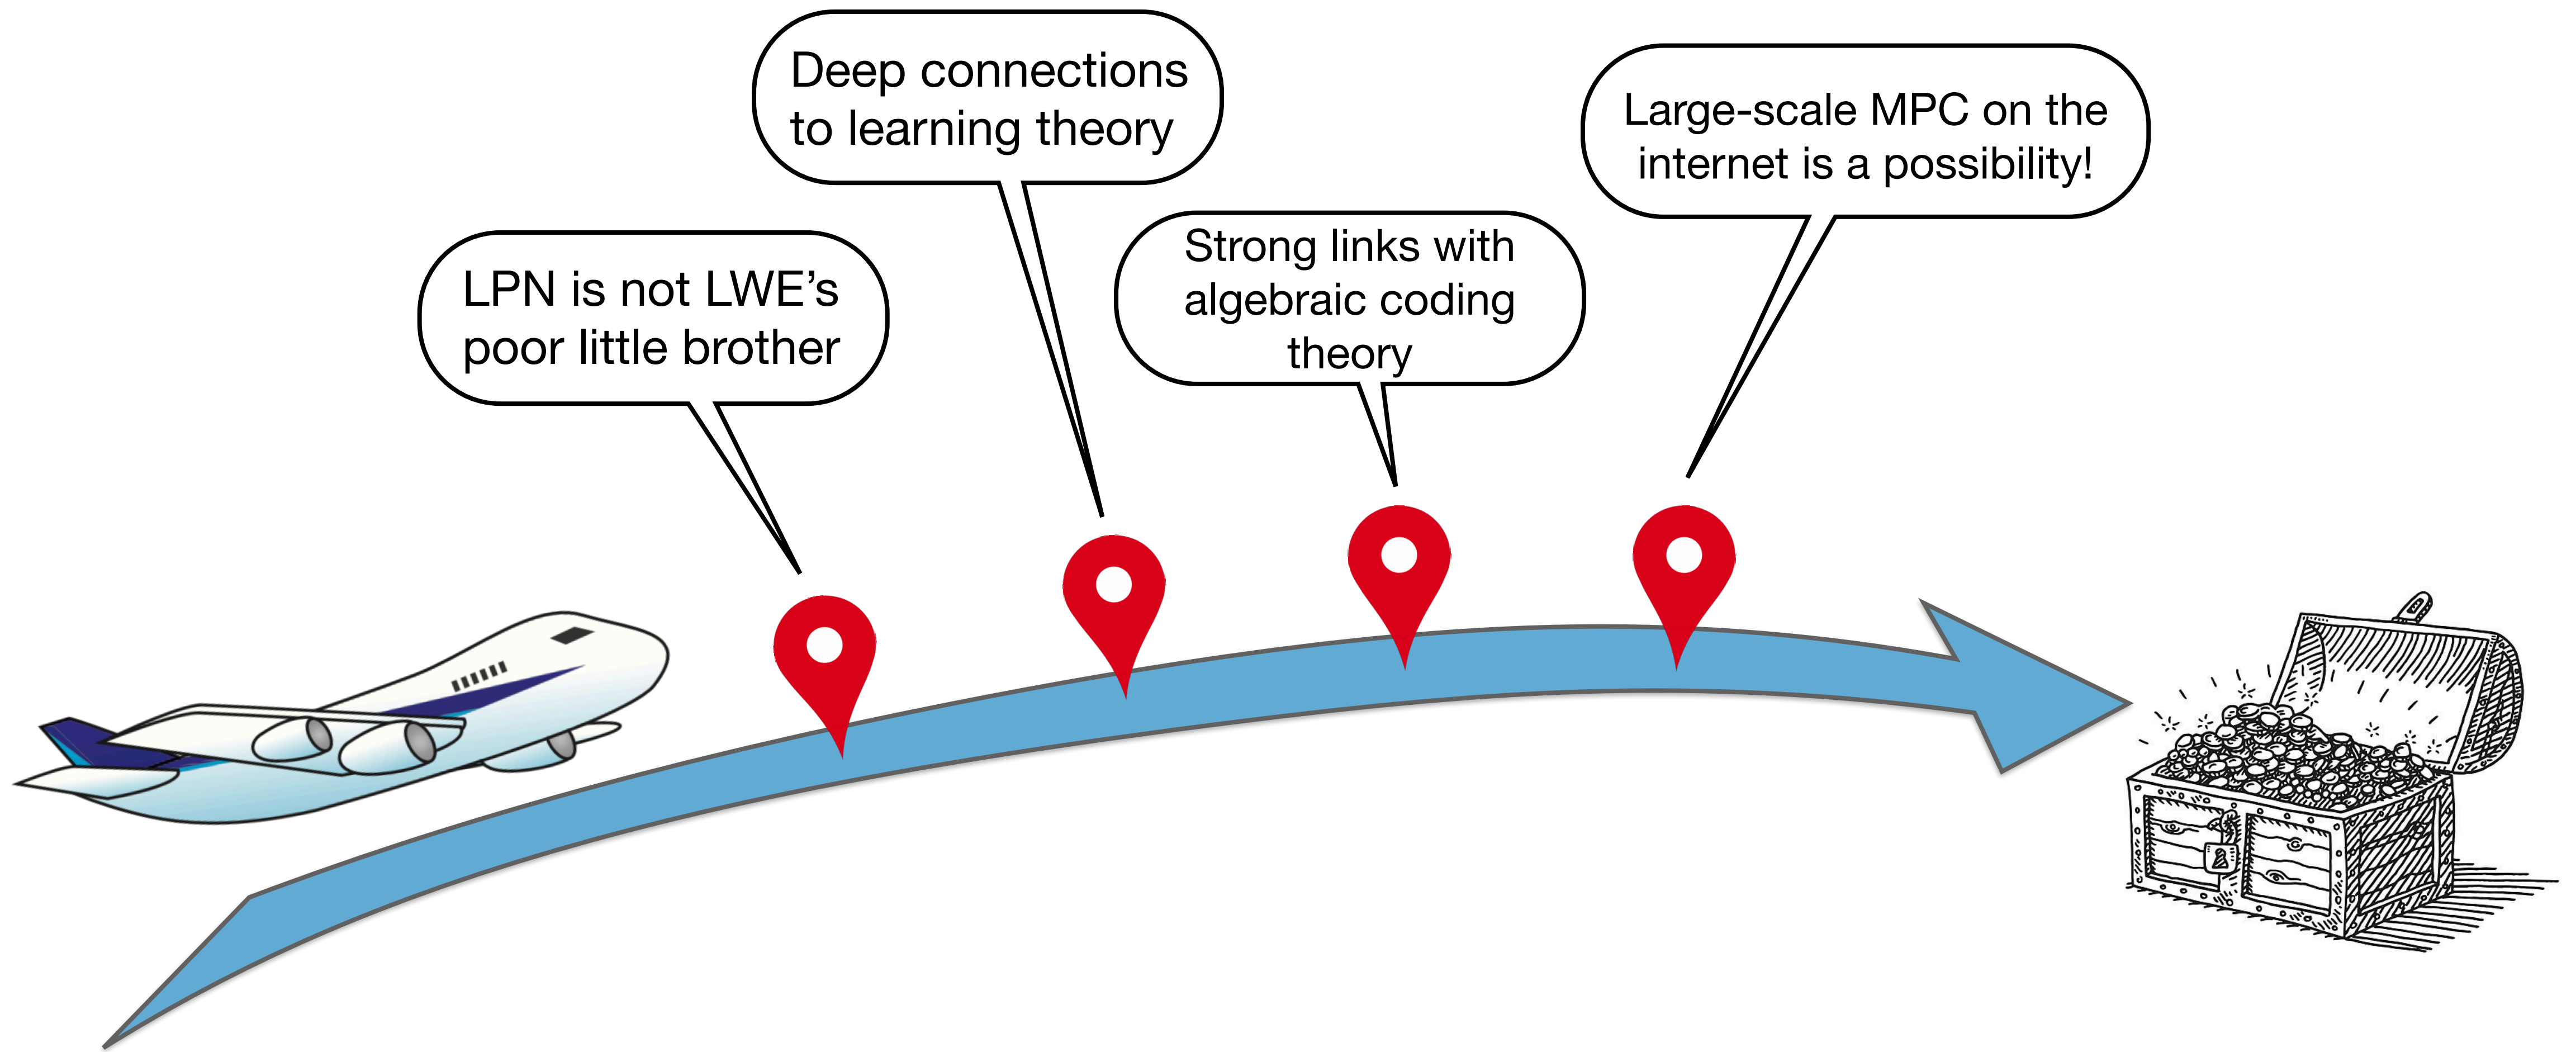 LPN is not LWE’s
poor little brother
Deep connections
to learning theory
Strong links with
algebraic coding
theory
Large-scale MPC on the
internet is a possibility!